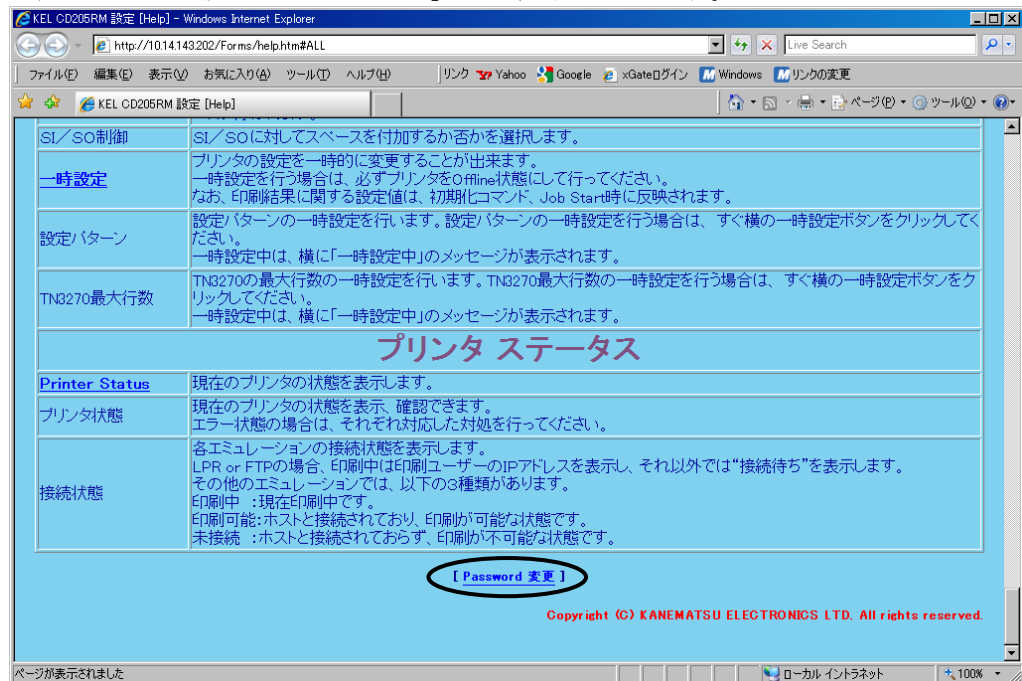 KEL CD205RM 設定 [Help] - Windows Internet Explorer
http://10.14.143.202/Forms/help.htm#ALL
Live Search
ファイル(F) 編集(E) 表示(V) お気に入り(A) ツール(T) ヘルプ(H) リンク Yahoo Google xGateログイン Windows リンクの変更
KEL CD205RM 設定 [Help]
ページ(P) ツール(O)
SI/SO制御 SI/SOに対してスペースを付加するか否かを選択します。
一時設定 プリンタの設定を一時的に変更することが出来ます。
一時設定を行う場合は、必ずプリンタをOffline状態にして行ってください。
なお、印刷結果に関する設定値は、初期化コマンド、Job Start時に反映されます。
設定パターン 設定パターンの一時設定を行います。設定パターンの一時設定を行う場合は、すぐ横の一時設定ボタンをクリックしてく
ださい。
一時設定中は、横に「一時設定中」のメッセージが表示されます。
TN3270最大行数 TN3270の最大行数の一時設定を行います。TN3270最大行数の一時設定を行う場合は、すぐ横の一時設定ボタンをク
リックしてください。
一時設定中は、横に「一時設定中」のメッセージが表示されます。
プリンタ ステータス
Printer Status 現在のプリンタの状態を表示します。
プリンタ状態 現在のプリンタの状態を表示、確認できます。
エラー状態の場合は、それぞれ対応した対処を行ってください。
接続状態 各エミュレーションの接続状態を表示します。
LPR or FTPの場合、印刷中は印刷ユーザーのIPアドレスを表示し、それ以外では“接続待ち”を表示します。
その他のエミュレーションでは、以下の3種類があります。
印刷中 :現在印刷中です。
印刷可能:ホストと接続されており、印刷が可能な状態です。
未接続 :ホストと接続されておらず、印刷が不可能な状態です。
[ Password 変更 ]
Copyright (C) KANEMATSU ELECTRONICS LTD. All rights reserved.
ページが表示されました ローカル イントラネット 100%